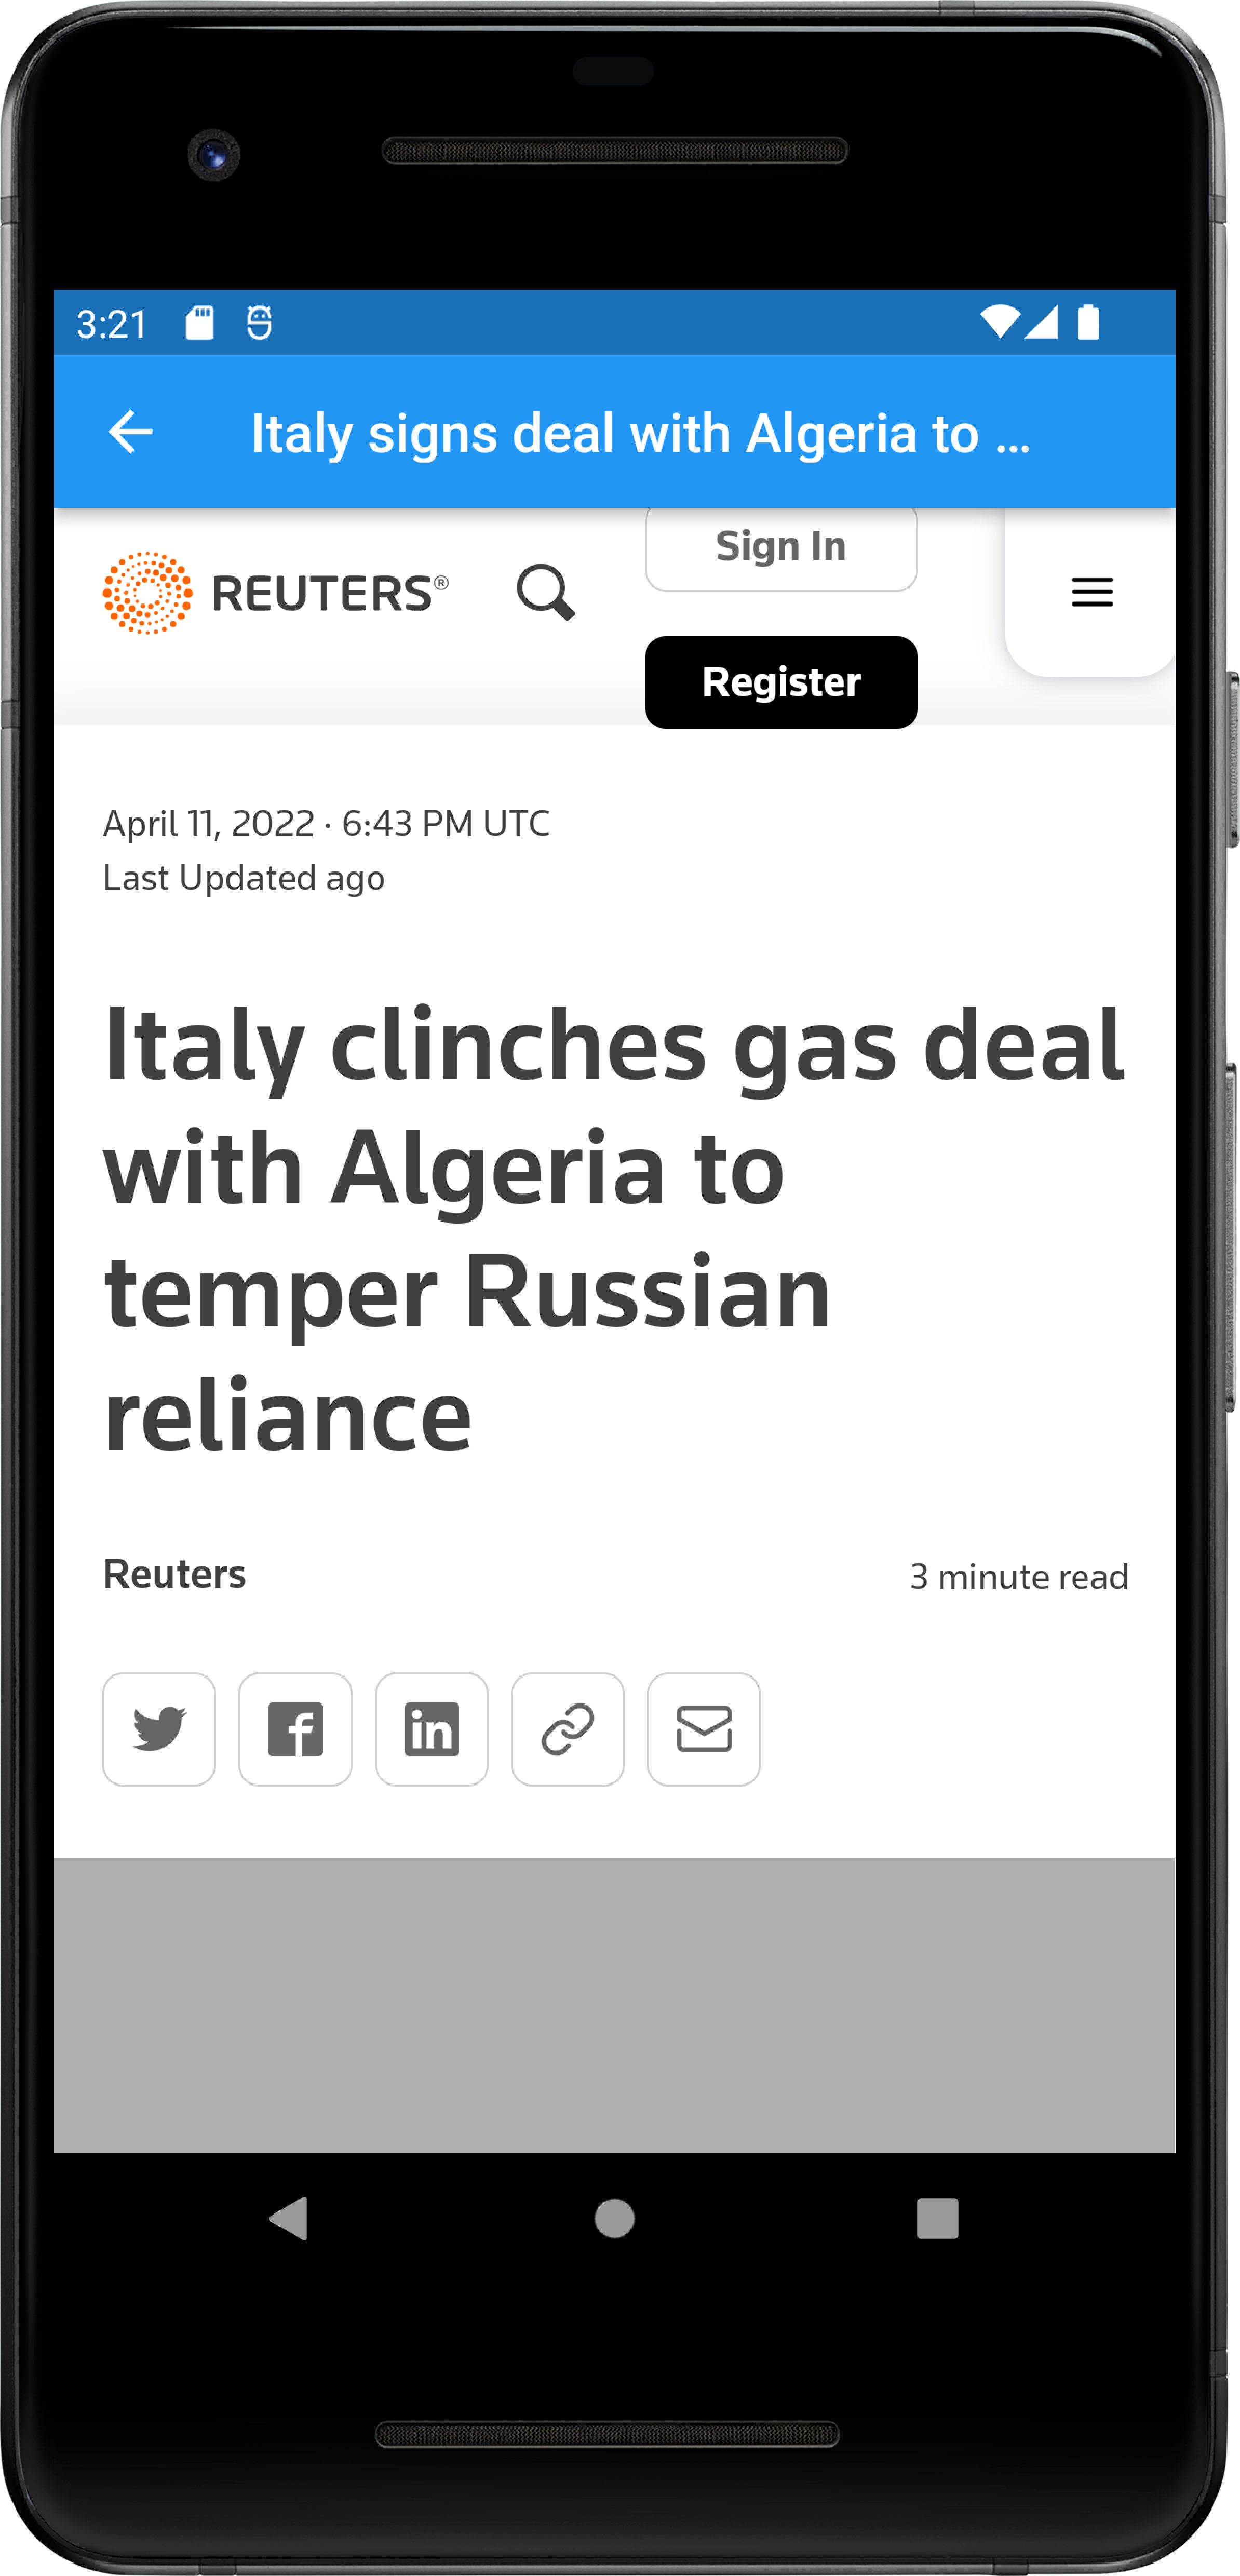 3:21
Italy signs deal with Algeria to ...
REUTERS®
Sign In
Register
April 11, 2022 · 6:43 PM UTC
Last Updated ago
Italy clinches gas deal
with Algeria to
temper Russian
reliance
Reuters
3 minute read